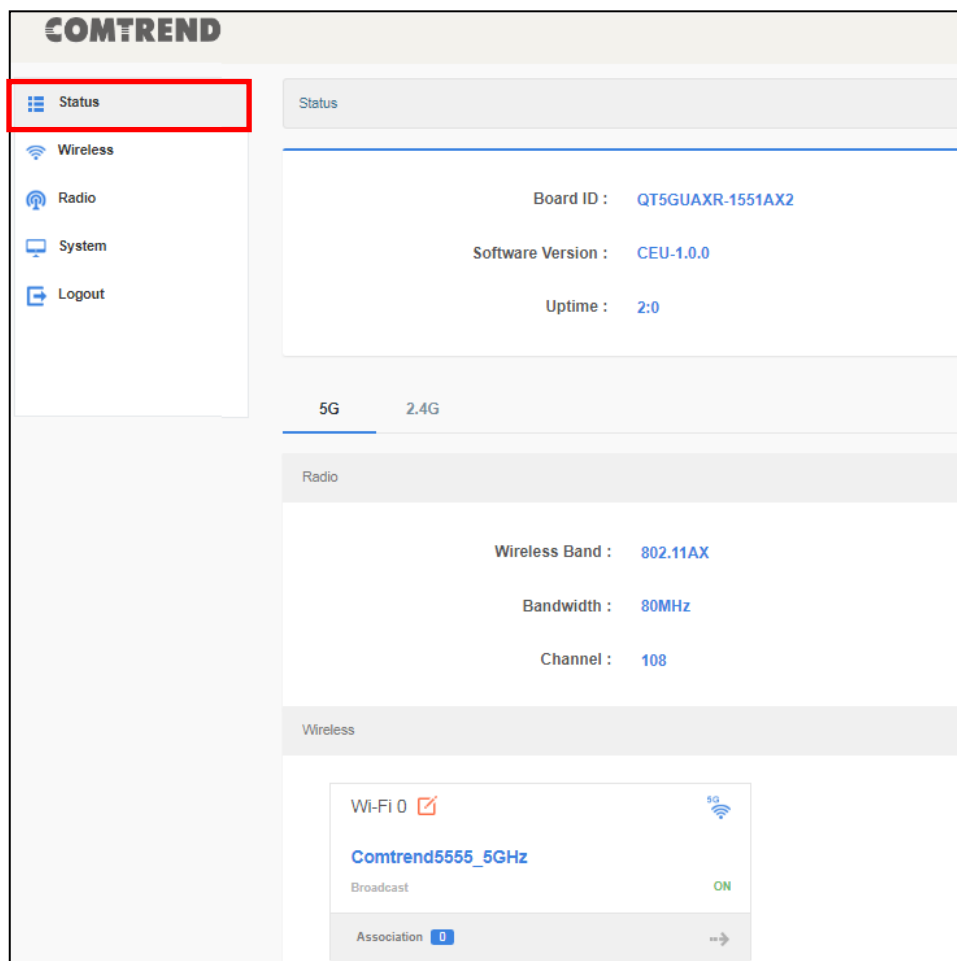 COMTREND
Status
Wireless
Radio
System
Logout
Status
Board ID : QT5GUAXR-1551AX2
Software Version : CEU-1.0.0
Uptime : 2:0
5G 2.4G
Radio
Wireless Band : 802.11AX
Bandwidth : 80MHz
Channel : 108
Wireless
Wi-Fi 0 5G
Comtrend5555_5GHz
Broadcast ON
Association 0